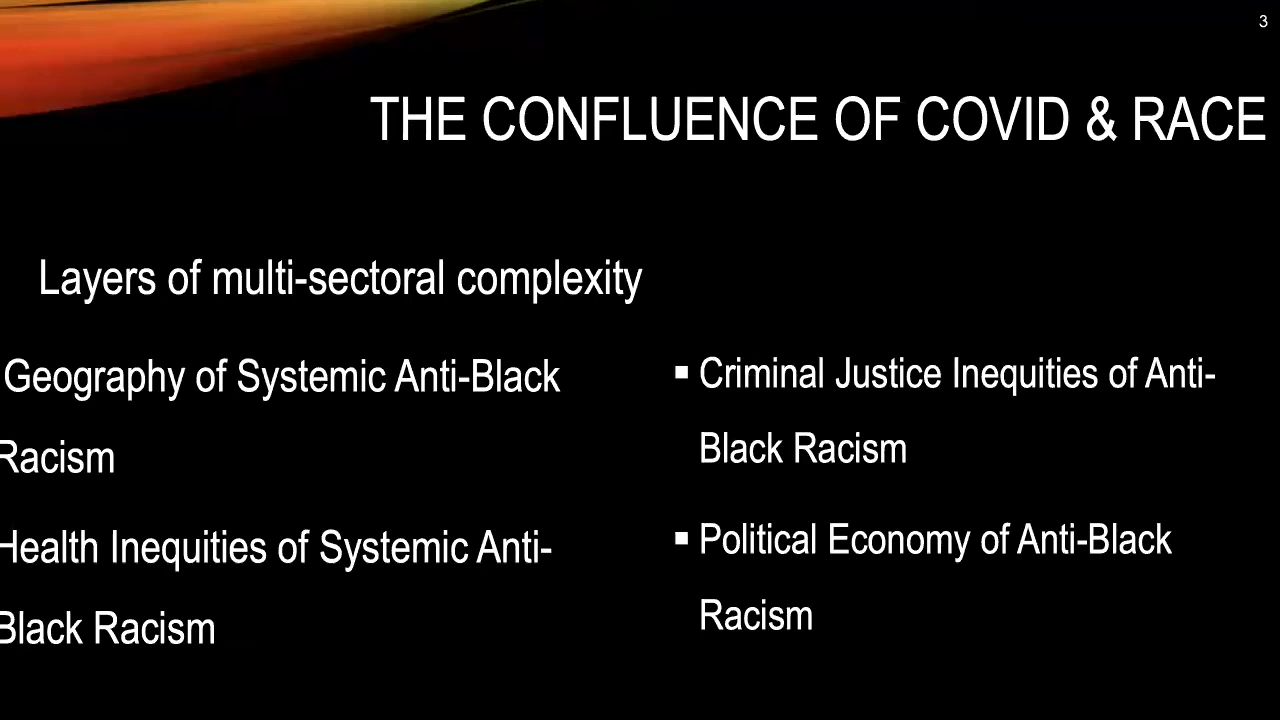 3
THE CONFLUENCE OF COVID & RACE
Layers of multi-sectoral complexity
Geography of Systemic Anti-Black
Racism
Health Inequities of Systemic Anti-
Black Racism
▪ Criminal Justice Inequities of Anti-
Black Racism
▪ Political Economy of Anti-Black
Racism